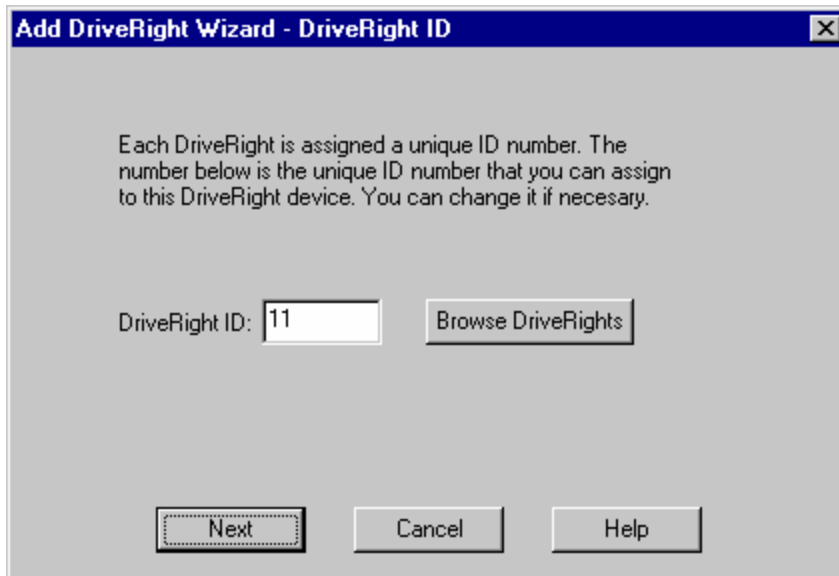 Add DriveRight Wizard - DriveRight ID
Each DriveRight is assigned a unique ID number. The
number below is the unique ID number that you can assign
to this DriveRight device. You can change it if necesary.
DriveRight ID: 11 Browse DriveRights
Next Cancel Help